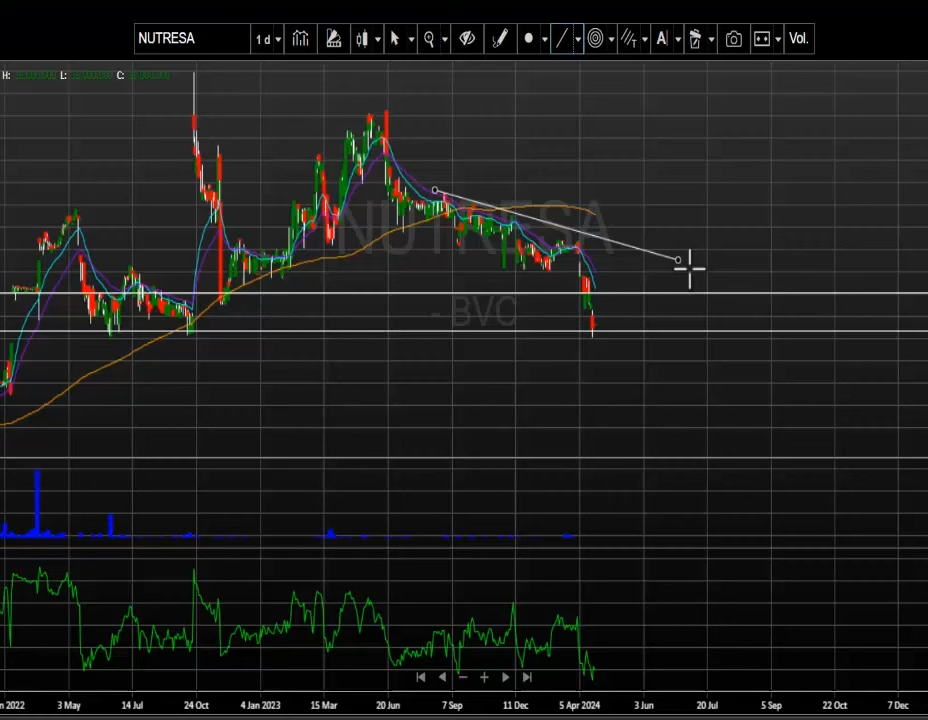 NUTRESA 1 d T A Vol.
H: L: C:
NUTRESA
- BVC
n 2022 3 May 14 Jul 24 Oct 4 Jan 2023 15 Mar 20 Jun 7 Sep 11 Dec 5 Apr 2024 3 Jun 20 Jul 5 Sep 22 Oct 7 Dec